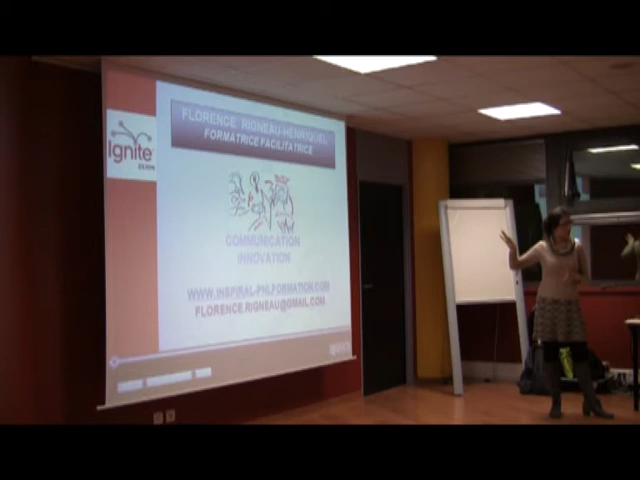 FLORENCE RIGNEAU-HENRIQUEL
FORMATRICE FACILITATRICE
Ignite
COMMUNICATION
INNOVATION
WWW.INSPIRAL-PNLFORMATION.COM
FLORENCE.RIGNEAU@GMAIL.COM